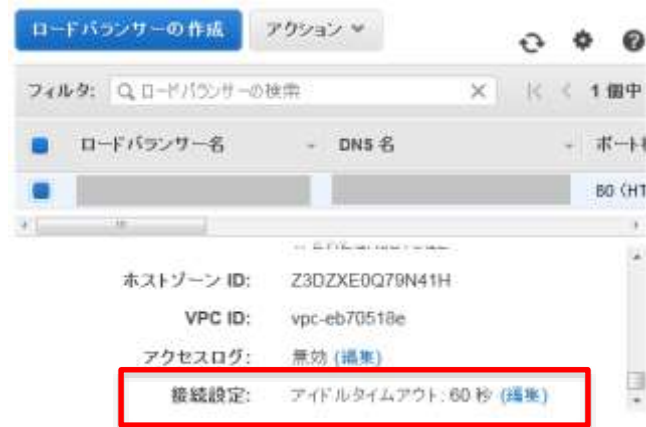 ロードバランサーの作成 アクション
フィルタ: ロードバランサーの検索 1 個中
ロードバランサー名 DNS 名 ポート
80 (HT
ホストゾーン ID: Z3DZXE0Q79N41H
VPC ID: vpc-eb70518e
アクセスログ: 無効 (編集)
接続設定: アイドルタイムアウト: 60 秒 (編集)